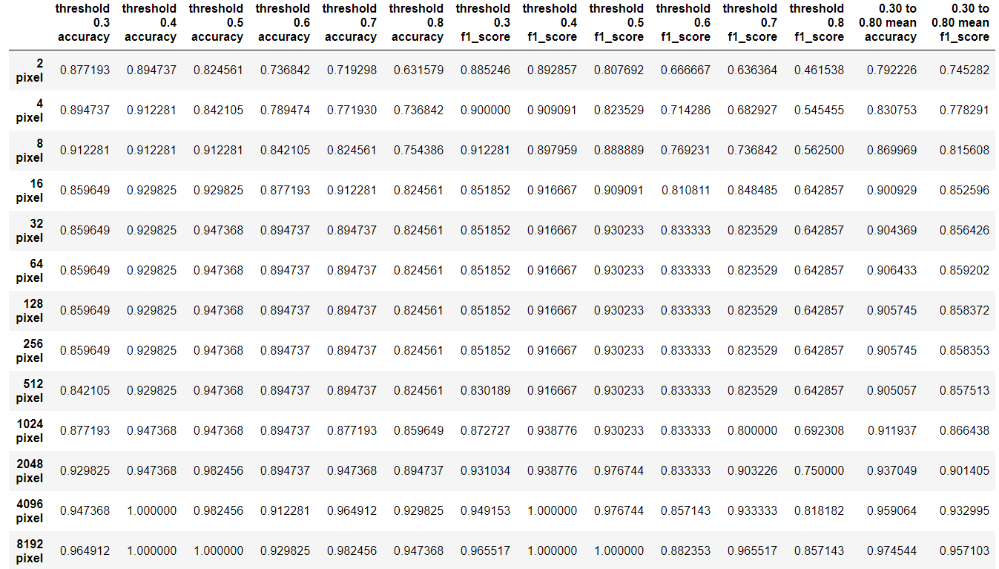 threshold threshold threshold threshold threshold threshold threshold threshold threshold threshold threshold threshold 0.30 to 0.30 to
0.3 0.4 0.5 0.6 0.7 0.8 0.3 0.4 0.5 0.6 0.7 0.8 0.80 mean 0.80 mean
accuracy accuracy accuracy accuracy accuracy accuracy f1_score f1_score f1_score f1_score f1_score f1_score accuracy f1_score
2
pixel 0.877193 0.894737 0.824561 0.736842 0.719298 0.631579 0.885246 0.892857 0.807692 0.666667 0.636364 0.461538 0.792226 0.745282
4
pixel 0.894737 0.912281 0.842105 0.789474 0.771930 0.736842 0.900000 0.909091 0.823529 0.714286 0.682927 0.545455 0.830753 0.778291
8
pixel 0.912281 0.912281 0.912281 0.842105 0.824561 0.754386 0.912281 0.897959 0.888889 0.769231 0.736842 0.562500 0.869969 0.815608
16
pixel 0.859649 0.929825 0.929825 0.877193 0.912281 0.824561 0.851852 0.916667 0.909091 0.810811 0.848485 0.642857 0.900929 0.852596
32
pixel 0.859649 0.929825 0.947368 0.894737 0.894737 0.824561 0.851852 0.916667 0.930233 0.833333 0.823529 0.642857 0.904369 0.856426
64
pixel 0.859649 0.929825 0.947368 0.894737 0.894737 0.824561 0.851852 0.916667 0.930233 0.833333 0.823529 0.642857 0.906433 0.859202
128
pixel 0.859649 0.929825 0.947368 0.894737 0.894737 0.824561 0.851852 0.916667 0.930233 0.833333 0.823529 0.642857 0.905745 0.858372
256
pixel 0.859649 0.929825 0.947368 0.894737 0.894737 0.824561 0.851852 0.916667 0.930233 0.833333 0.823529 0.642857 0.905745 0.858353
512
pixel 0.842105 0.929825 0.947368 0.894737 0.894737 0.824561 0.830189 0.916667 0.930233 0.833333 0.823529 0.642857 0.905057 0.857513
1024
pixel 0.877193 0.947368 0.947368 0.894737 0.877193 0.859649 0.872727 0.938776 0.930233 0.833333 0.800000 0.692308 0.911937 0.866438
2048
pixel 0.929825 0.947368 0.982456 0.894737 0.947368 0.894737 0.931034 0.938776 0.976744 0.833333 0.903226 0.750000 0.937049 0.901405
4096
pixel 0.947368 1.000000 0.982456 0.912281 0.964912 0.929825 0.949153 1.000000 0.976744 0.857143 0.933333 0.818182 0.959064 0.932995
8192
pixel 0.964912 1.000000 1.000000 0.929825 0.982456 0.947368 0.965517 1.000000 1.000000 0.882353 0.965517 0.857143 0.974544 0.957103